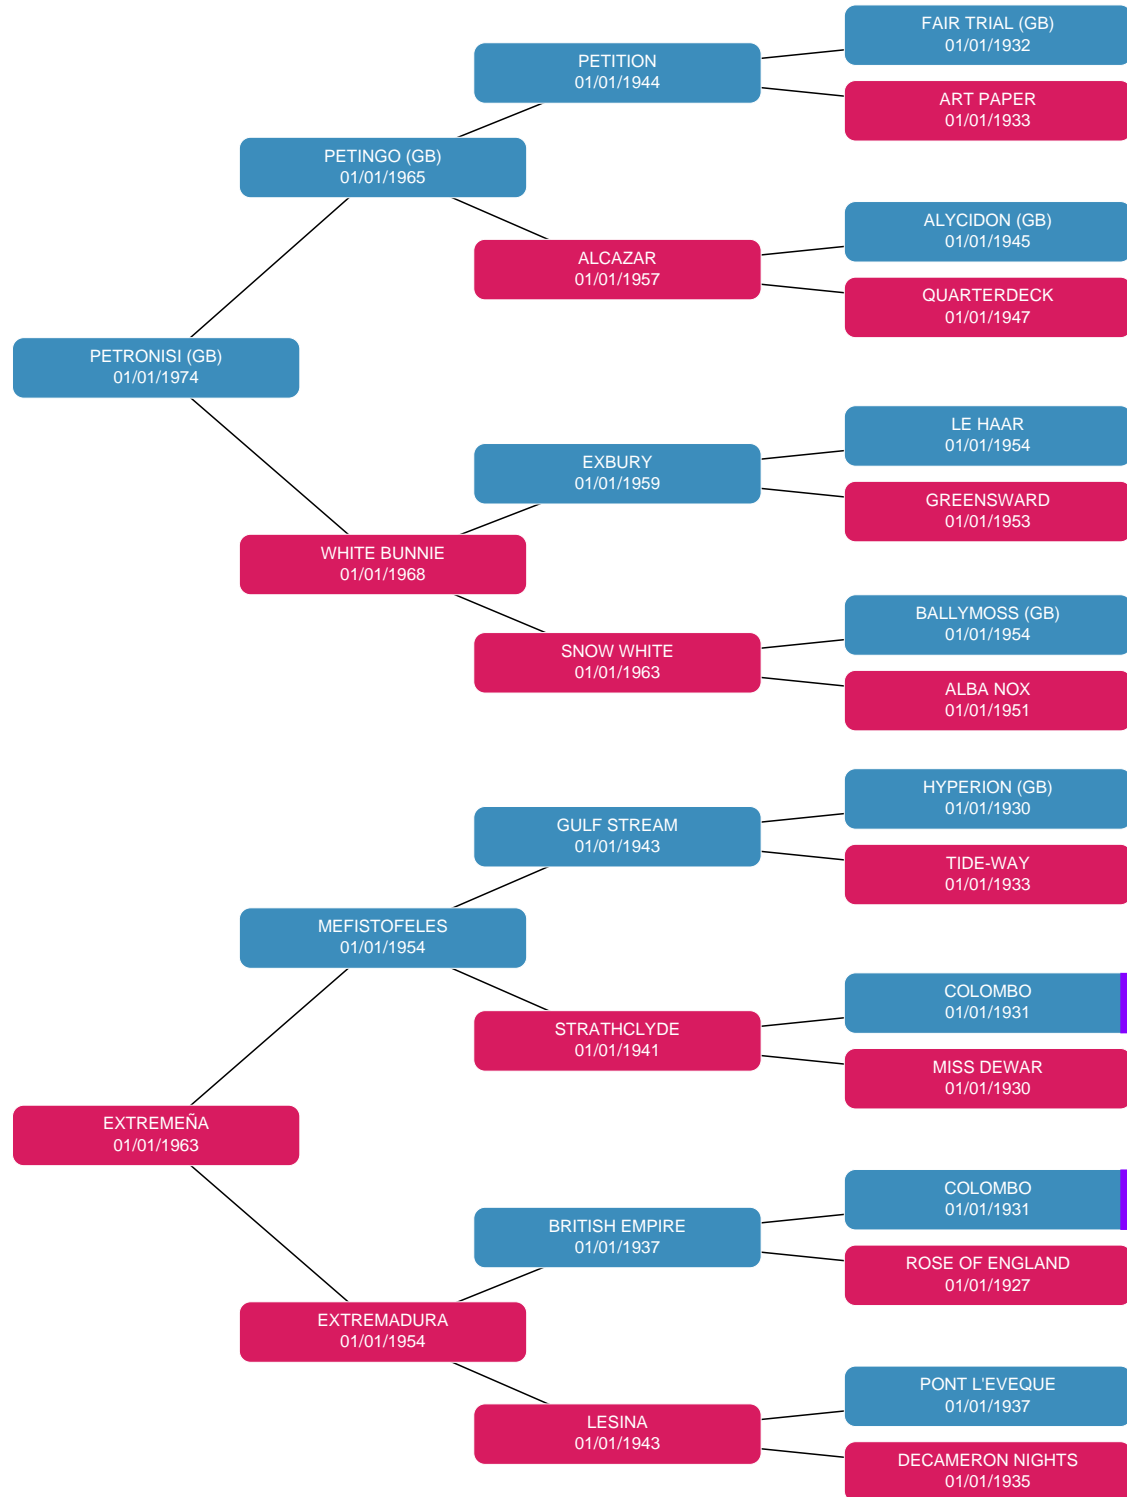 FAIR TRIAL (GB)
01/01/1932
PETITION
01/01/1944
ART PAPER
01/01/1933
PETINGO (GB)
01/01/1965
ALYCIDON (GB)
01/01/1945
ALCAZAR
01/01/1957
QUARTERDECK
01/01/1947
PETRONISI (GB)
01/01/1974
LE HAAR
01/01/1954
EXBURY
01/01/1959
GREENSWARD
01/01/1953
WHITE BUNNIE
01/01/1968
BALLYMOSS (GB)
01/01/1954
SNOW WHITE
01/01/1963
ALBA NOX
01/01/1951
HYPERION (GB)
01/01/1930
GULF STREAM
01/01/1943
TIDE-WAY
01/01/1933
MEFISTOFELES
01/01/1954
COLOMBO
01/01/1931
STRATHCLYDE
01/01/1941
MISS DEWAR
01/01/1930
EXTREMEÑA
01/01/1963
COLOMBO
01/01/1931
BRITISH EMPIRE
01/01/1937
ROSE OF ENGLAND
01/01/1927
EXTREMADURA
01/01/1954
PONT L'EVEQUE
01/01/1937
LESINA
01/01/1943
DECAMERON NIGHTS
01/01/1935